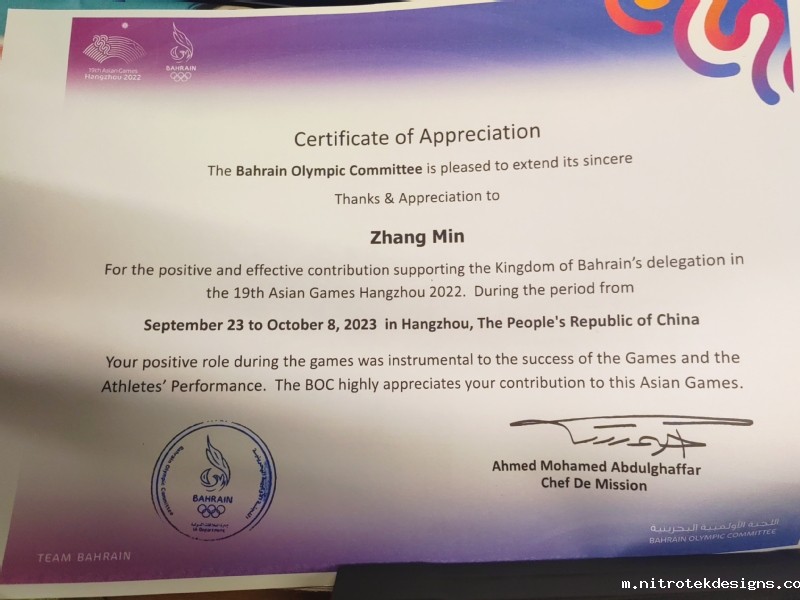 19th Asian Games
Hangzhou 2022
BAHRAIN
Certificate of Appreciation
The Bahrain Olympic Committee is pleased to extend its sincere
Thanks & Appreciation to
Zhang Min
For the positive and effective contribution supporting the Kingdom of Bahrain's delegation in
the 19th Asian Games Hangzhou 2022. During the period from
September 23 to October 8, 2023 in Hangzhou, The People's Republic of China
Your positive role during the games was instrumental to the success of the Games and the
Athletes' Performance. The BOC highly appreciates your contribution to this Asian Games.
Ahmed Mohamed Abdulghaffar
Chef De Mission
Bahrain Olympic Committee
BAHRAIN
TEAM BAHRAIN
اللجنة الأولمبية البحرينية
BAHRAIN OLYMPIC COMMITTEE
m.nitrotekdesigns.co